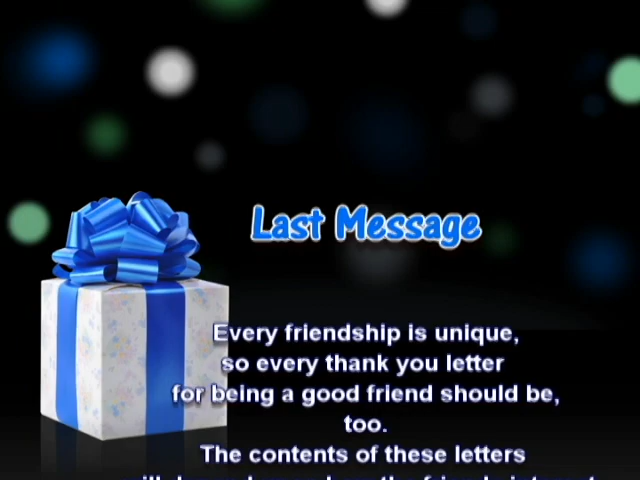 Last Message
Every friendship is unique,
so every thank you letter
for being a good friend should be,
too.
The contents of these letters